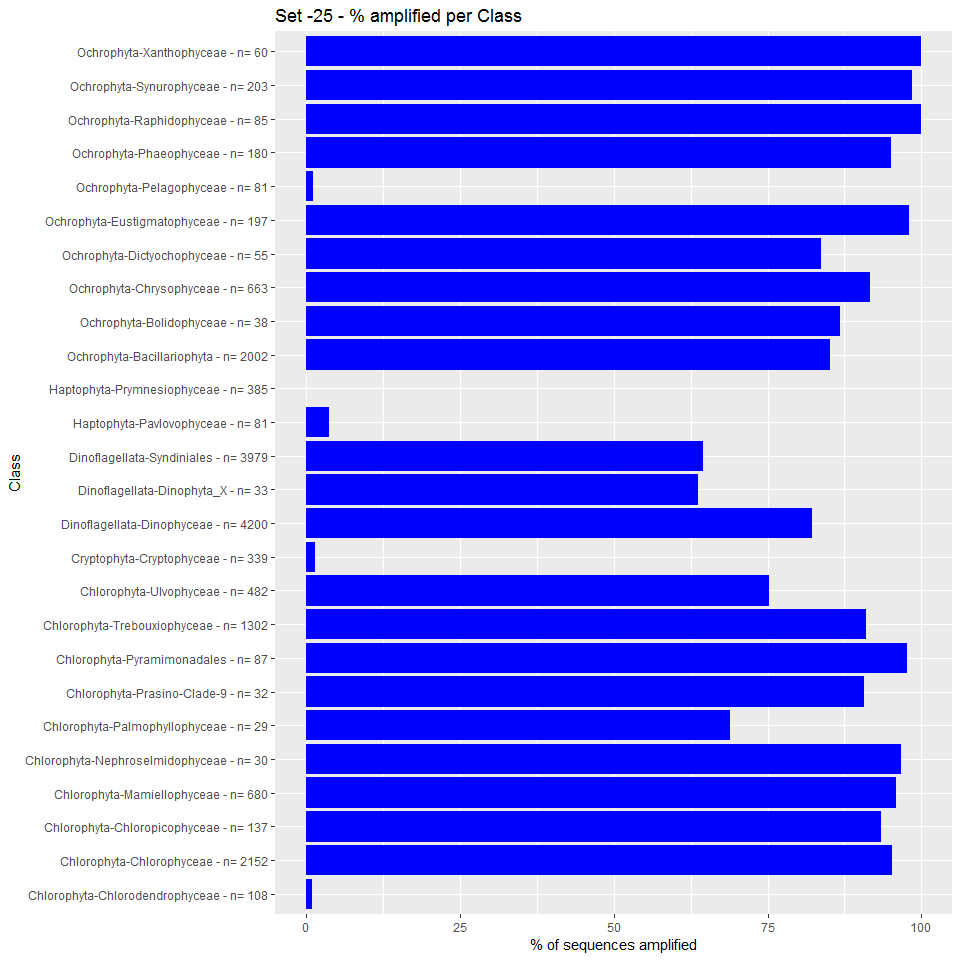 Set -25 - % amplified per Class
Ochrophyta-Xanthophyceae - n= 60
Ochrophyta-Synurophyceae - n= 203
Ochrophyta-Raphidophyceae - n= 85
Ochrophyta-Phaeophyceae - n= 180
Ochrophyta-Pelagophyceae - n= 81
Ochrophyta-Eustigmatophyceae - n= 197
Ochrophyta-Dictyochophyceae - n= 55
Ochrophyta-Chrysophyceae - n= 663
Ochrophyta-Bolidophyceae - n= 38
Ochrophyta-Bacillariophyta - n= 2002
Haptophyta-Prymnesiophyceae - n= 385
Haptophyta-Pavlovophyceae - n= 81
Dinoflagellata-Syndiniales - n= 3979
Dinoflagellata-Dinophyta_X - n= 33
Dinoflagellata-Dinophyceae - n= 4200
Cryptophyta-Cryptophyceae - n= 339
Chlorophyta-Ulvophyceae - n= 482
Chlorophyta-Trebouxiophyceae - n= 1302
Chlorophyta-Pyramimonadales - n= 87
Chlorophyta-Prasino-Clade-9 - n= 32
Chlorophyta-Palmophyllophyceae - n= 29
Chlorophyta-Nephroselmidophyceae - n= 30
Chlorophyta-Mamiellophyceae - n= 680
Chlorophyta-Chloropicophyceae - n= 137
Chlorophyta-Chlorophyceae - n= 2152
Chlorophyta-Chlorodendrophyceae - n= 108
Class
0 25 50 75 100
% of sequences amplified